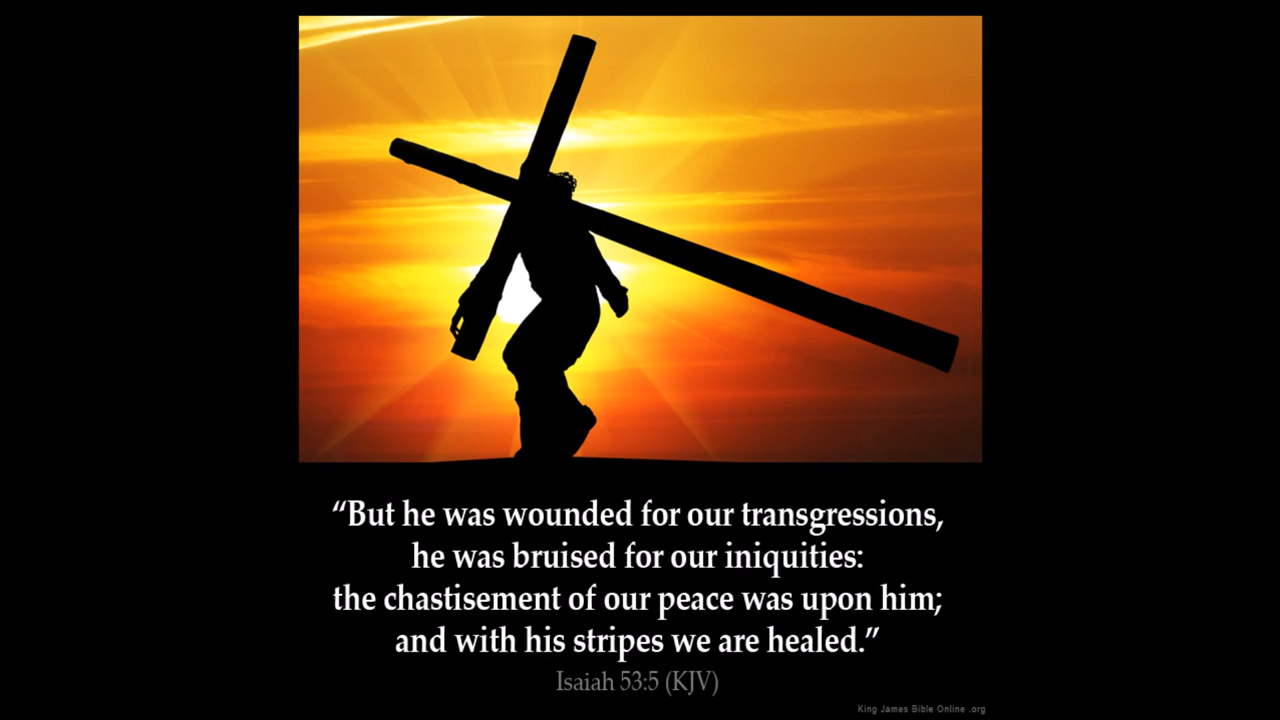 “But he was wounded for our transgressions,
he was bruised for our iniquities:
the chastisement of our peace was upon him;
and with his stripes we are healed.”
Isaiah 53:5 (KJV)
King James Bible Online .org